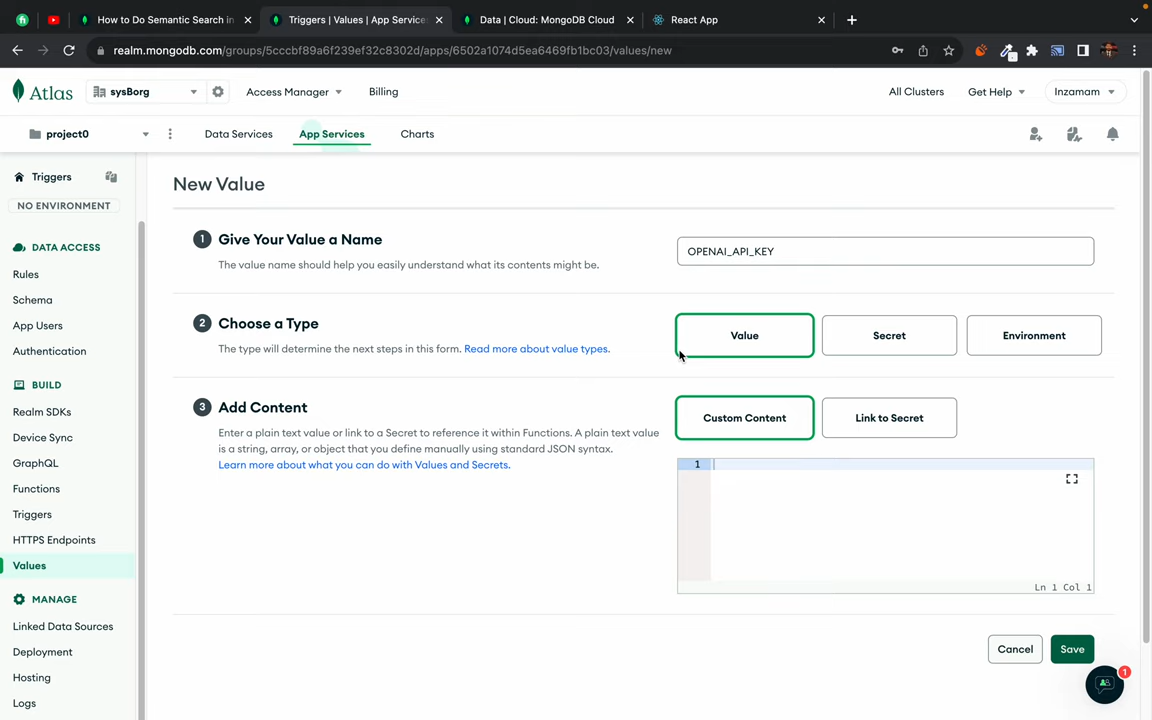 How to Do Semantic Search in
Triggers | Values | App Service
Data | Cloud: MongoDB Cloud
React App
realm.mongodb.com/groups/5cccbf89a6f239ef32c8302d/apps/6502a1074d5ea6469fb1bc03/values/new
Atlas
sysBorg
Access Manager
Billing
All Clusters
Get Help
Inzamam
project0
Data Services
App Services
Charts
Triggers
NO ENVIRONMENT
DATA ACCESS
Rules
Schema
App Users
Authentication
BUILD
Realm SDKs
Device Sync
GraphQL
Functions
Triggers
HTTPS Endpoints
Values
MANAGE
Linked Data Sources
Deployment
Hosting
Logs
New Value
1 Give Your Value a Name
The value name should help you easily understand what its contents might be.
OPENAI_API_KEY
2 Choose a Type
The type will determine the next steps in this form. Read more about value types.
Value
Secret
Environment
3 Add Content
Enter a plain text value or link to a Secret to reference it within Functions. A plain text value
is a string, array, or object that you define manually using standard JSON syntax.
Learn more about what you can do with Values and Secrets.
Custom Content
Link to Secret
1
Ln 1 Col 1
Cancel
Save
1